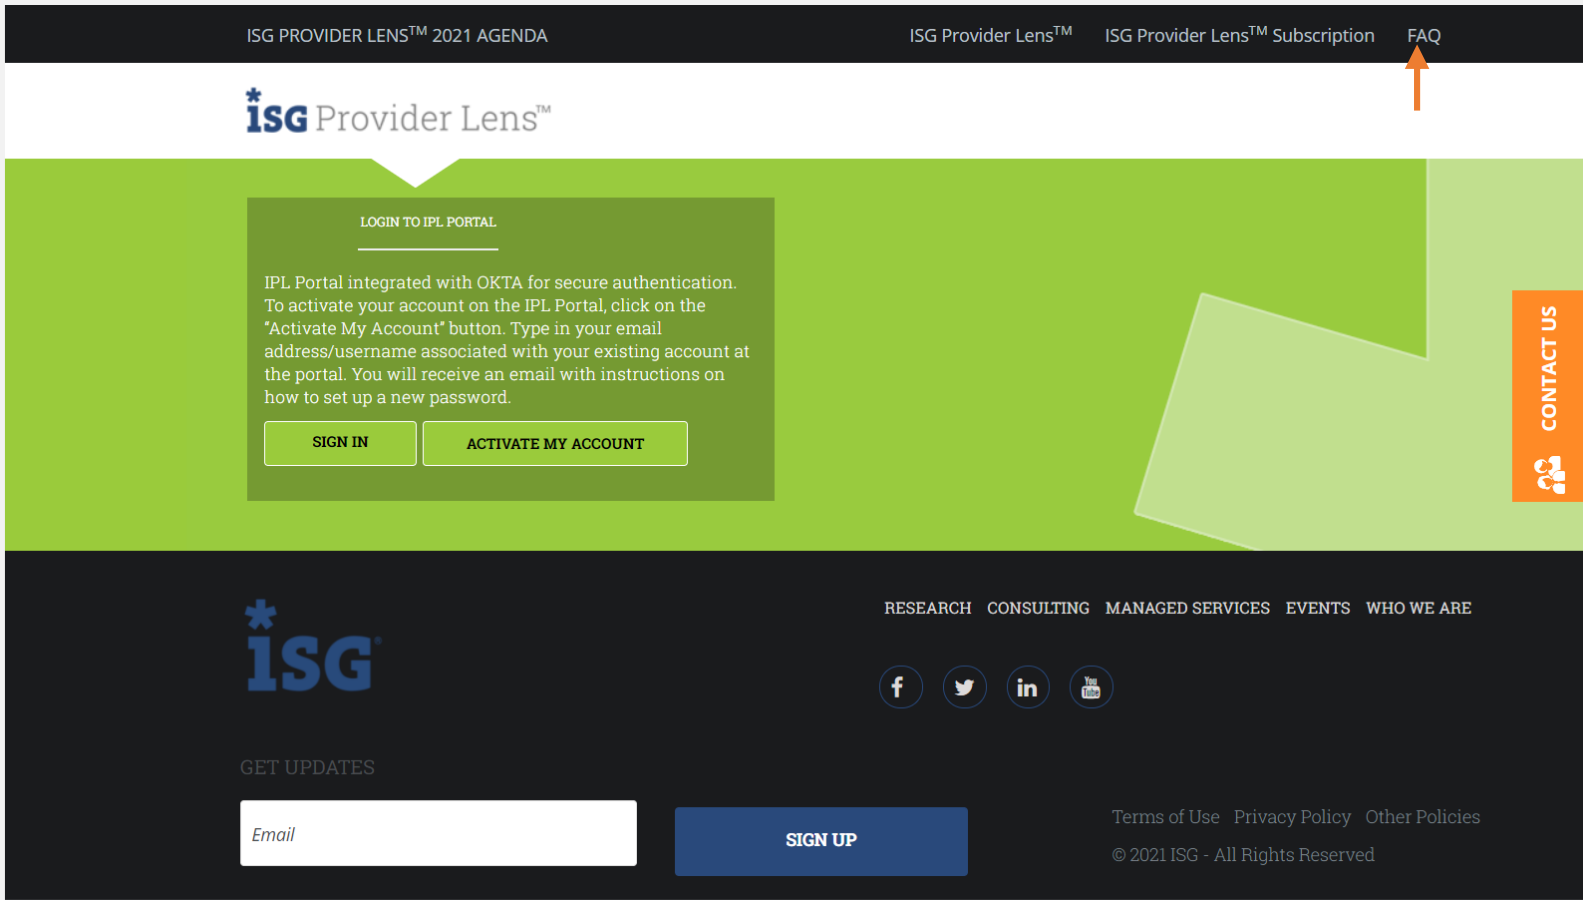 ISG PROVIDER LENS™ 2021 AGENDA
ISG Provider Lens™ ISG Provider Lens™ Subscription FAQ
ISG Provider Lens™
LOGIN TO IPL PORTAL
IPL Portal integrated with OKTA for secure authentication.
To activate your account on the IPL Portal, click on the
“Activate My Account” button. Type in your email
address/username associated with your existing account at
the portal. You will receive an email with instructions on
how to set up a new password.
SIGN IN
ACTIVATE MY ACCOUNT
CONTACT US
ISG
RESEARCH CONSULTING MANAGED SERVICES EVENTS WHO WE ARE
f in You Tube
GET UPDATES
Email
SIGN UP
Terms of Use Privacy Policy Other Policies
© 2021 ISG - All Rights Reserved